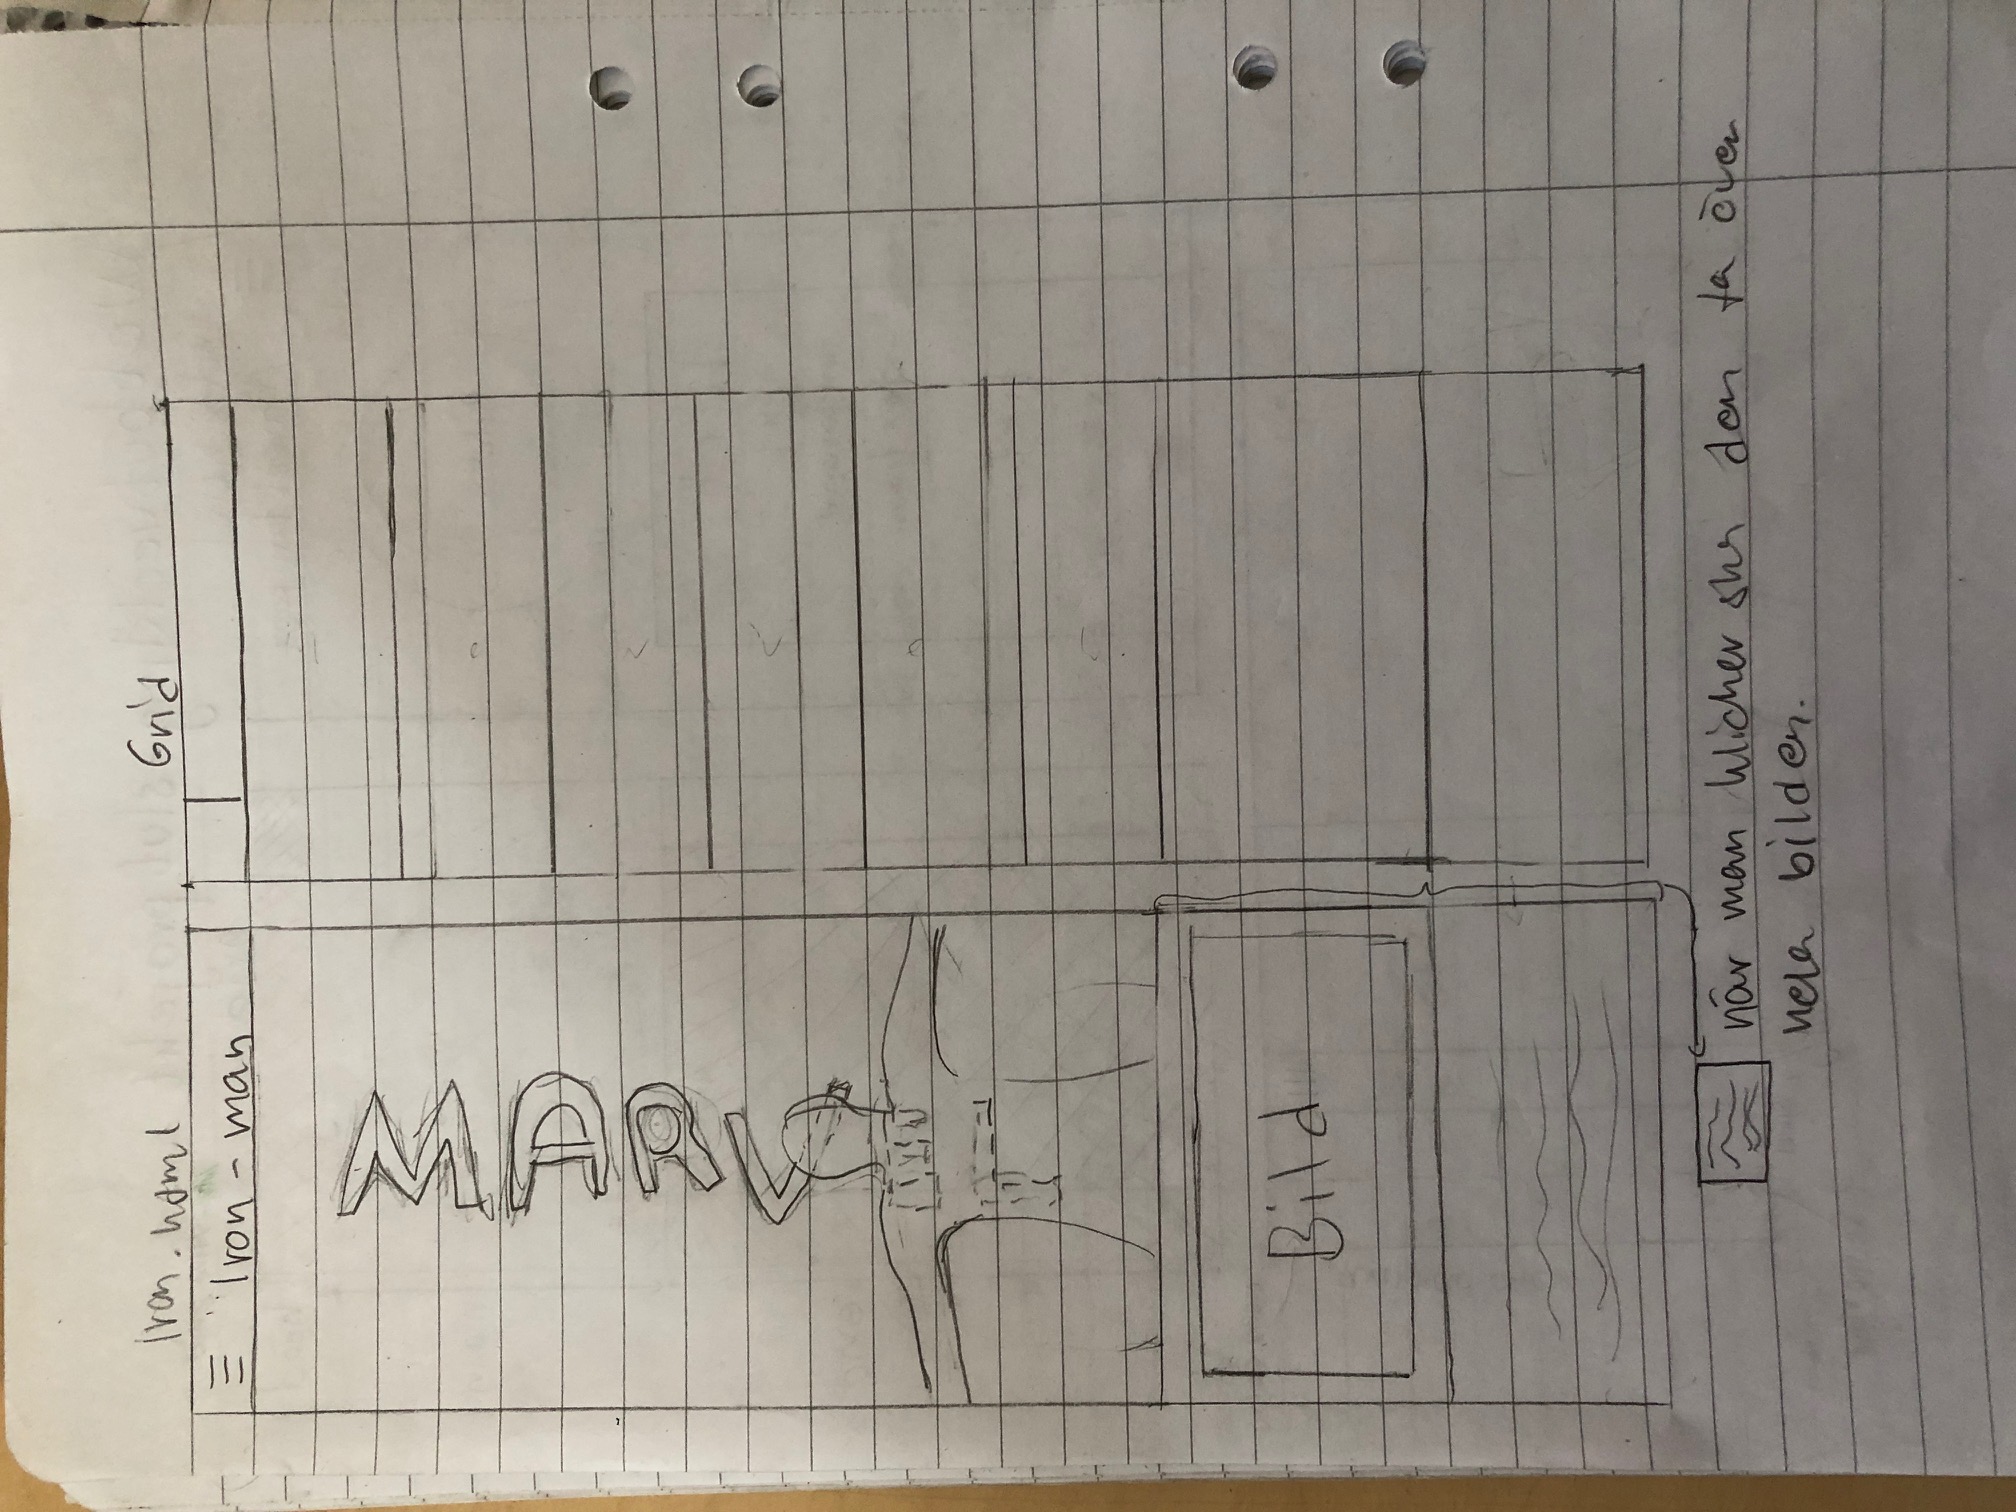 Iron.html
Grid
Iron-man
MARV
Bild
när man klicker ska den ta över
hela bilden.